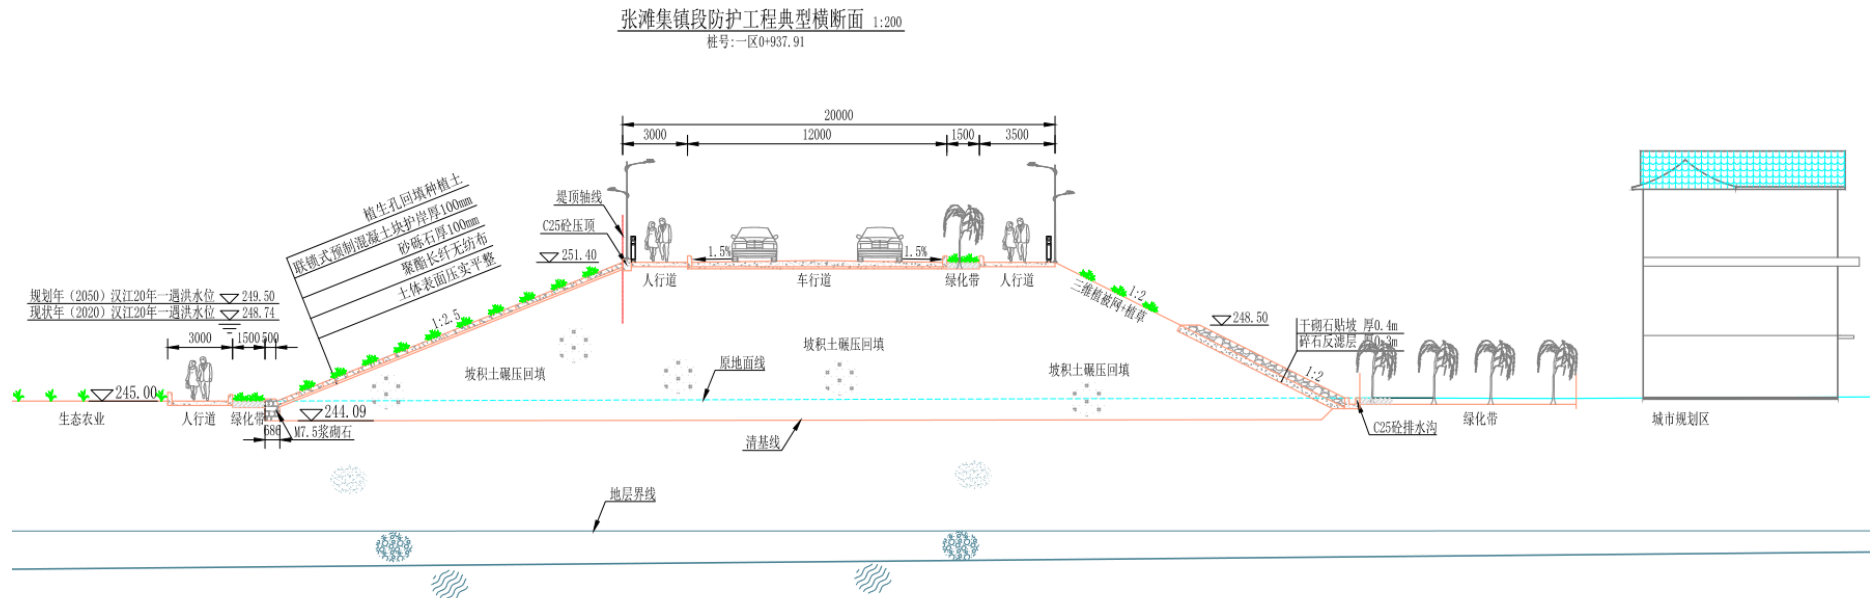 张滩集镇段防护工程典型横断面 1:200
桩号:一区0+937.91
20000
3000
12000
1500
3500
堤顶轴线
C25砼压顶
251.40
1.5%
1.5%
人行道
车行道
绿化带
人行道
植生孔回填种植土
联锁式预制混凝土块护岸厚100mm
砂砾石厚100mm
聚酯长纤无纺布
土体表面压实平整
规划年（2050）汉江20年一遇洪水位
249.50
现状年（2020）汉江20年一遇洪水位
248.74
3000
1500
500
1:2.5
1:2
三维植被网+植草
248.50
干砌石贴坡 厚0.4m
碎石反滤层
1:2
坡积土碾压回填
坡积土碾压回填
坡积土碾压回填
原地面线
245.00
生态农业
人行道
绿化带
244.09
686
M7.5浆砌石
清基线
C25砼排水沟
绿化带
城市规划区
地层界线